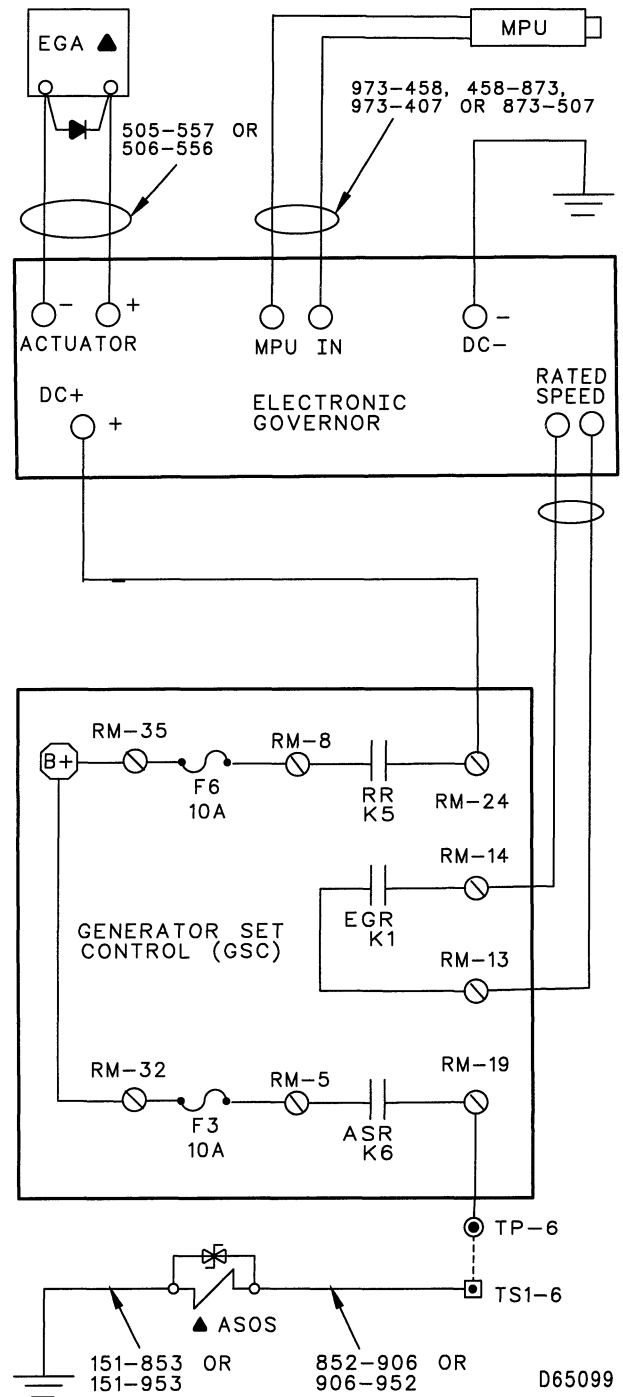 EGA
MPU
973-458, 458-873,
973-407 OR 873-507
505-557 OR
506-556
- +
ACTUATOR
MPU IN
-
DC-
RATED
SPEED
DC+
+
ELECTRONIC
GOVERNOR
B+
RM-35
F6
10A
RM-8
RR
K5
RM-24
RM-14
EGR
K1
GENERATOR SET
CONTROL (GSC)
RM-13
RM-32
F3
10A
RM-5
ASR
K6
RM-19
TP-6
TS1-6
ASOS
151-853 OR
151-953
852-906 OR
906-952
D65099